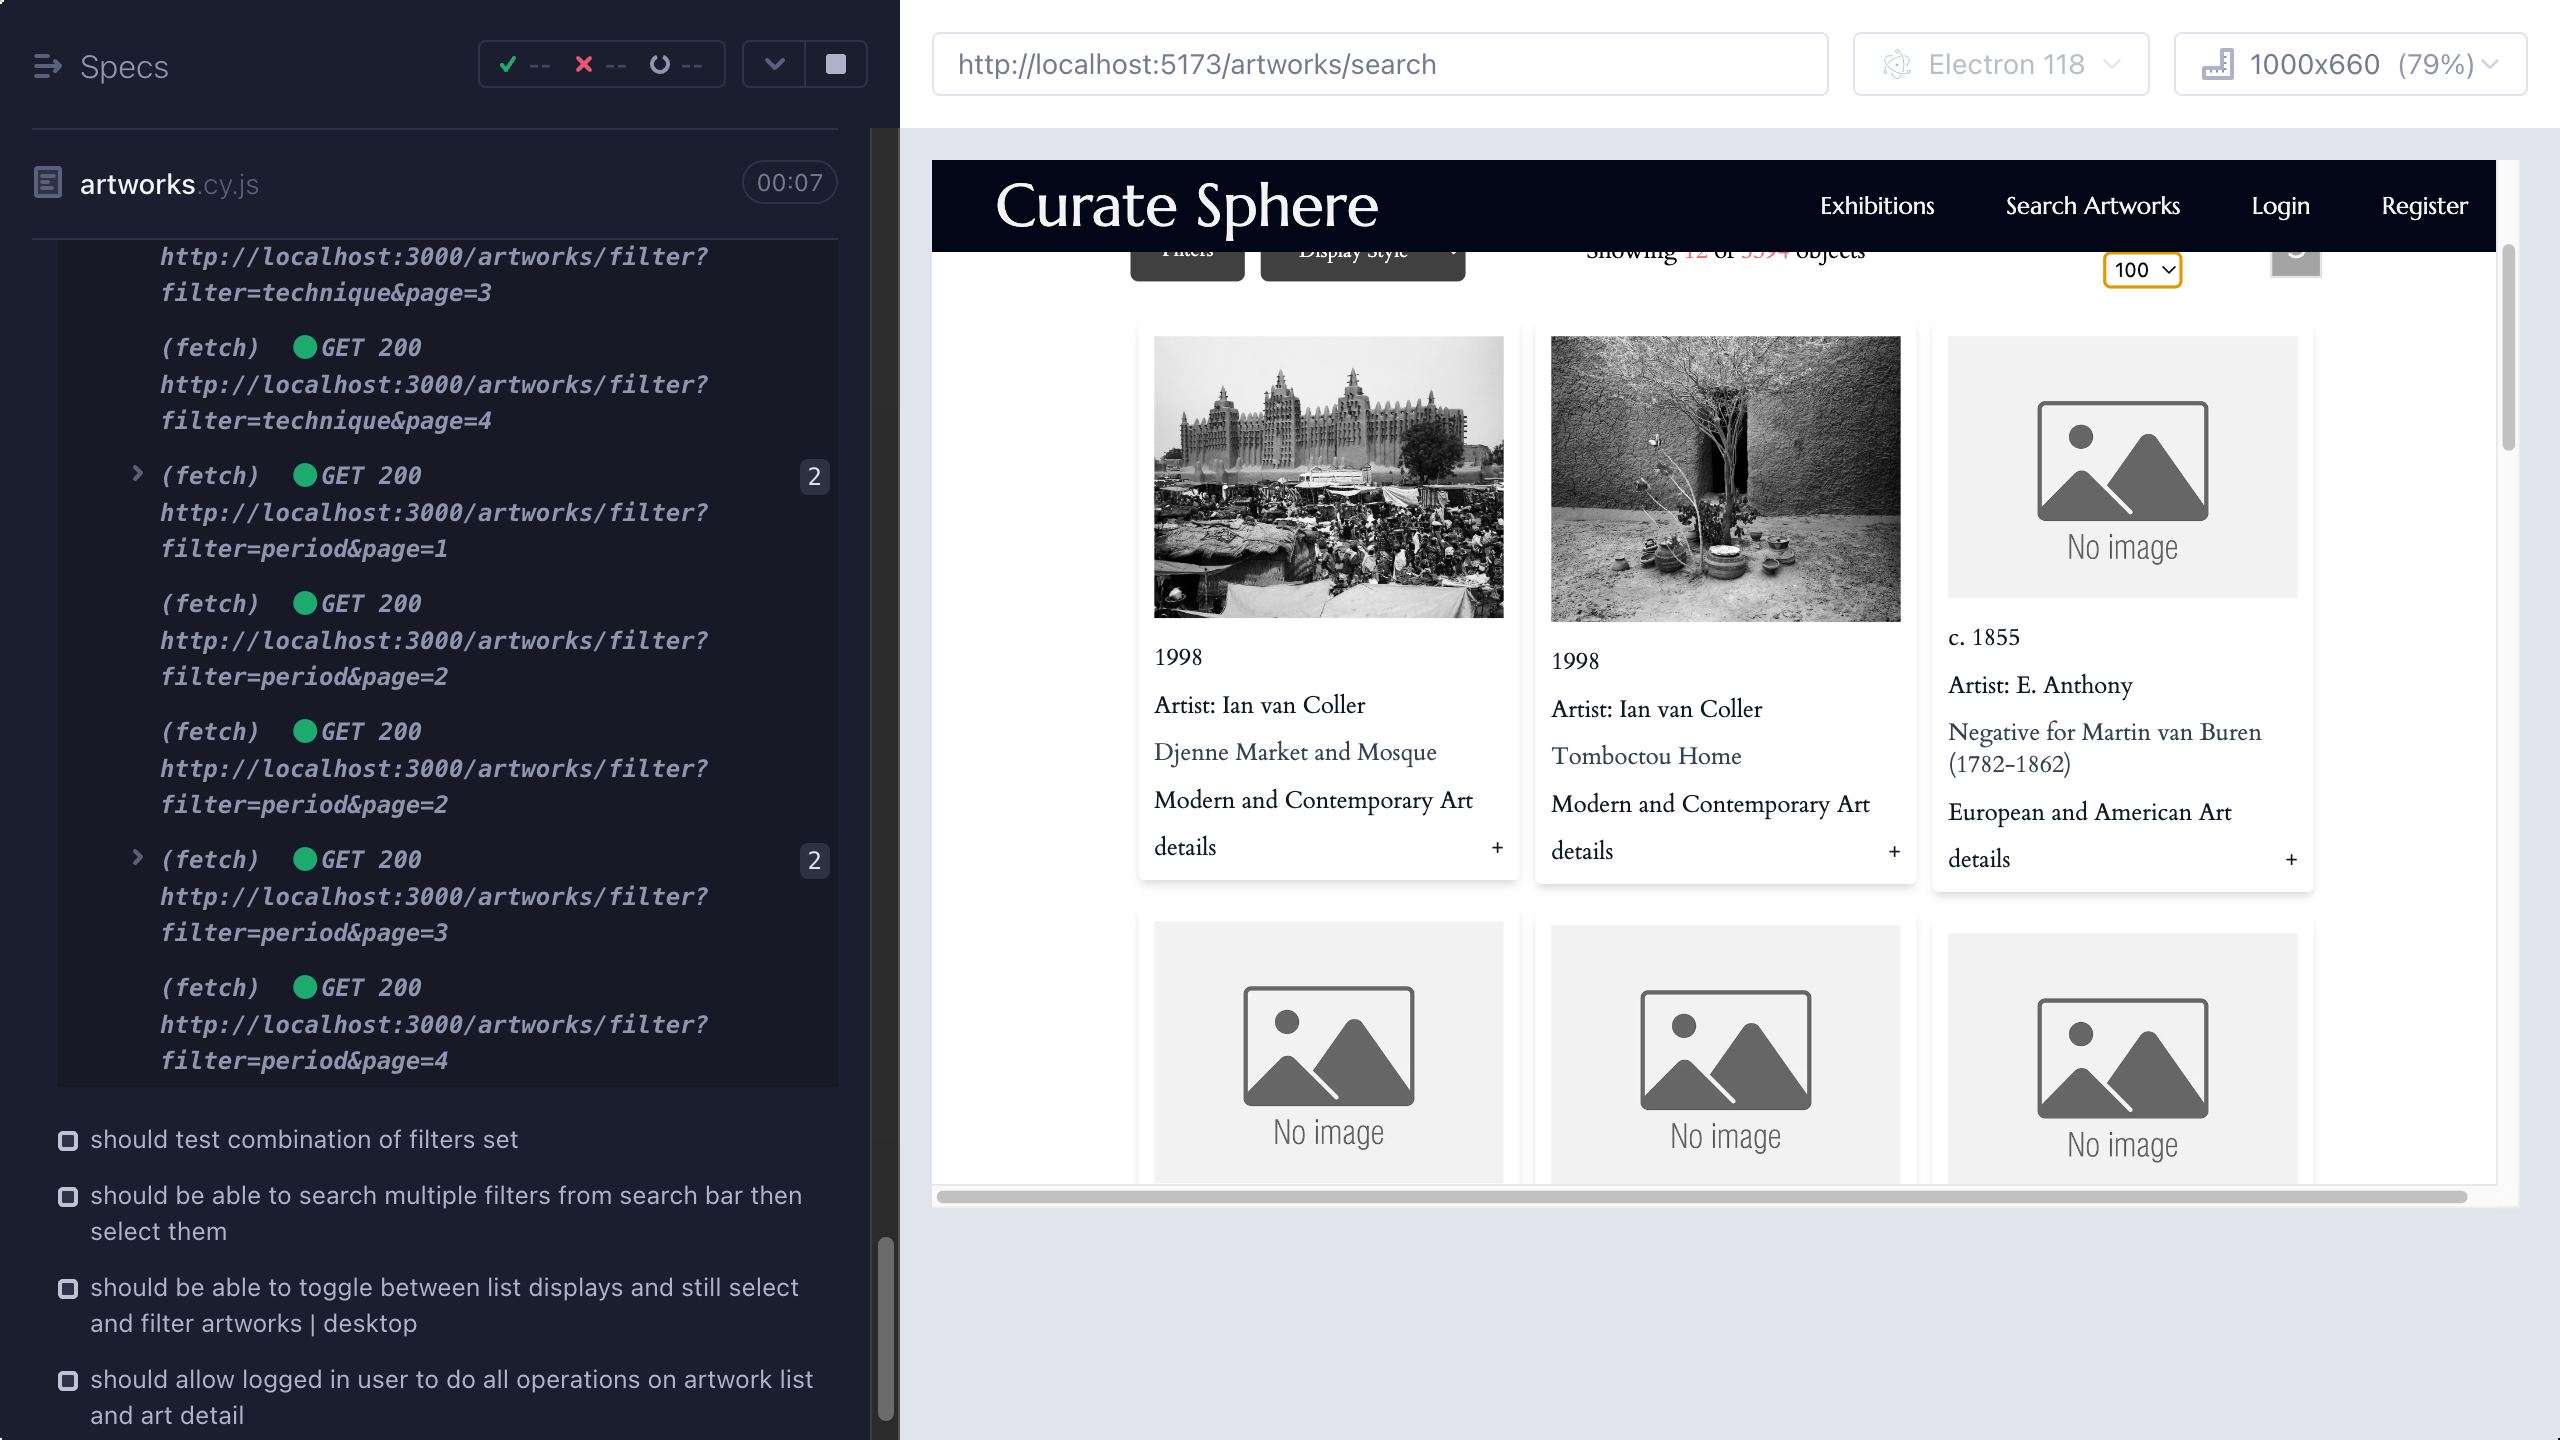 Specs
--
--
--
artworks.cy.js
00:07
http://localhost:3000/artworks/filter?
filter=technique&page=3
(fetch) GET 200
http://localhost:3000/artworks/filter?
filter=technique&page=4
(fetch) GET 200
2
http://localhost:3000/artworks/filter?
filter=period&page=1
(fetch) GET 200
http://localhost:3000/artworks/filter?
filter=period&page=2
(fetch) GET 200
http://localhost:3000/artworks/filter?
filter=period&page=2
(fetch) GET 200
2
http://localhost:3000/artworks/filter?
filter=period&page=3
(fetch) GET 200
http://localhost:3000/artworks/filter?
filter=period&page=4
should test combination of filters set
should be able to search multiple filters from search bar then
select them
should be able to toggle between list displays and still select
and filter artworks | desktop
should allow logged in user to do all operations on artwork list
and art detail
http://localhost:5173/artworks/search
Electron 118
1000x660 (79%)
Curate Sphere
Exhibitions
Search Artworks
Login
Register
Filters
Display Style
Showing 12 of objects
100
1998
Artist: Ian van Coller
Djenne Market and Mosque
Modern and Contemporary Art
details +
1998
Artist: Ian van Coller
Tomboctou Home
Modern and Contemporary Art
details +
No image
c. 1855
Artist: E. Anthony
Negative for Martin van Buren
(1782-1862)
European and American Art
details +
No image
No image
No image